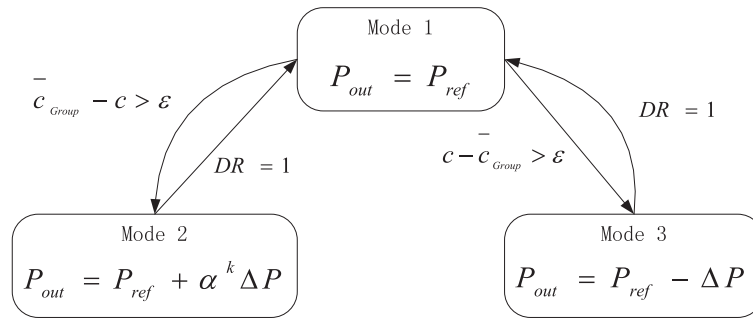 Mode 1
P_out = P_ref
c̄_Group − c > ε
DR = 1
c − c̄_Group > ε
DR = 1
Mode 2
P_out = P_ref + α^k ΔP
Mode 3
P_out = P_ref − ΔP